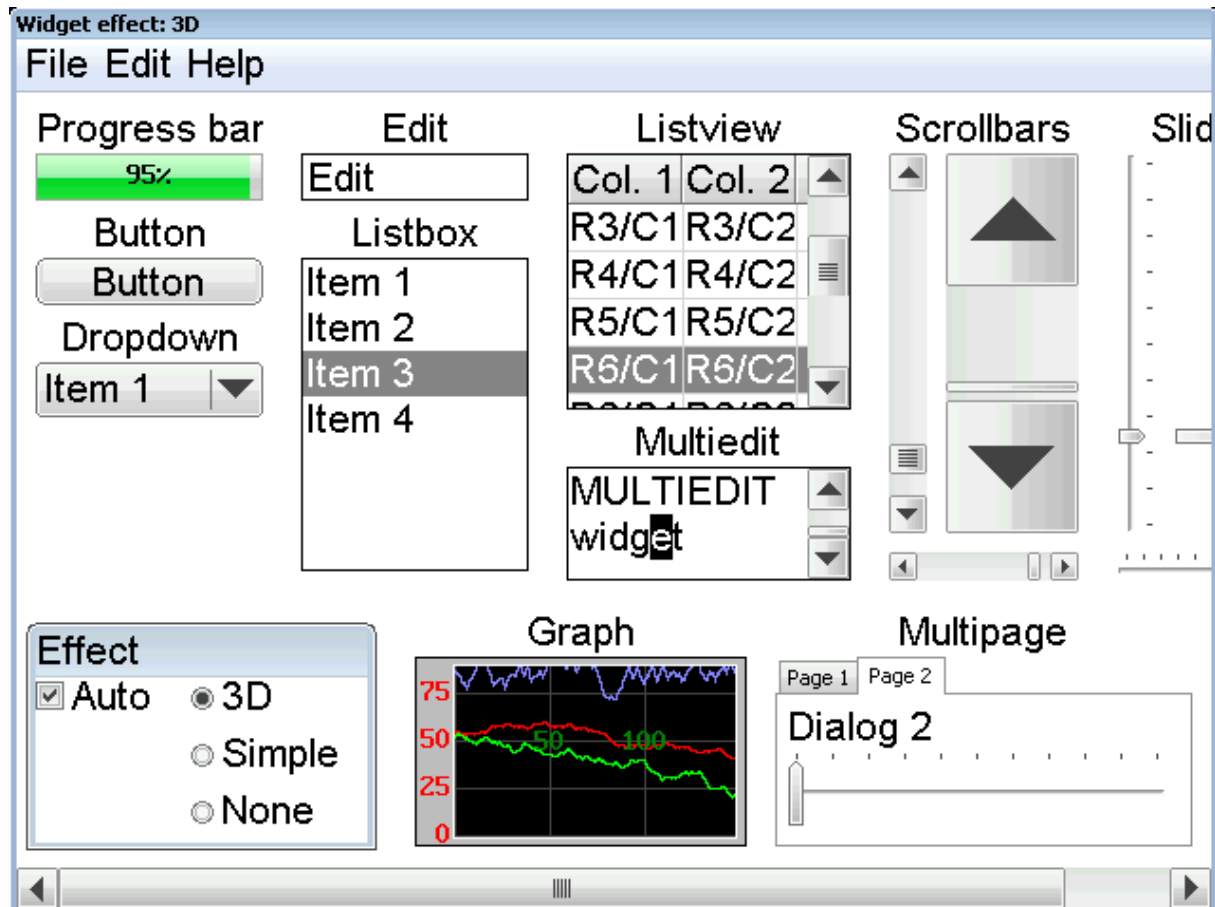 Widget effect: 3D
File Edit Help
Progress bar
95%
Button
Button
Dropdown
Item 1
Edit
Edit
Listbox
Item 1
Item 2
Item 3
Item 4
Listview
Col. 1 Col. 2
R3/C1 R3/C2
R4/C1 R4/C2
R5/C1 R5/C2
R6/C1 R6/C2
Multiedit
MULTIEDIT
widget
Scrollbars
Slid
Effect
Auto
3D
Simple
None
Graph
75
50
25
0
50 100
Multipage
Page 1 Page 2
Dialog 2